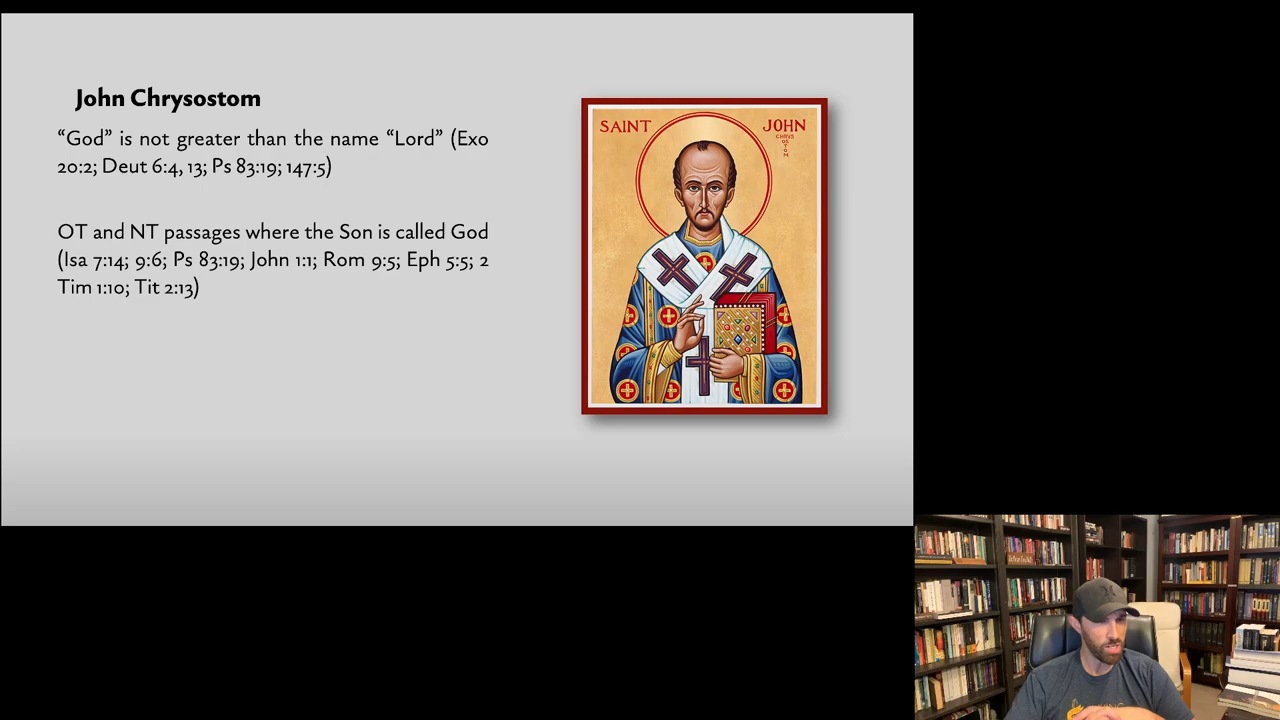 John Chrysostom
“God” is not greater than the name “Lord” (Exo
20:2; Deut 6:4, 13; Ps 83:19; 147:5)
OT and NT passages where the Son is called God
(Isa 7:14; 9:6; Ps 83:19; John 1:1; Rom 9:5; Eph 5:5; 2
Tim 1:10; Tit 2:13)
SAINT JOHN
CHRYS
OS
T
O
M